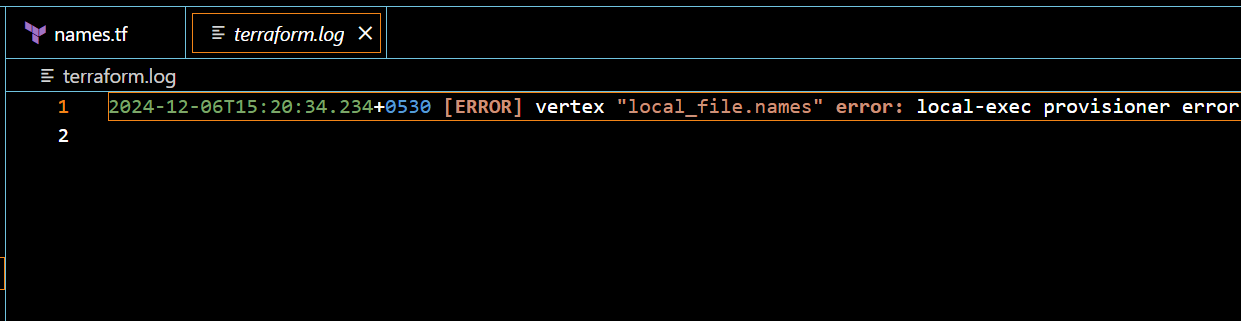 names.tf
terraform.log
terraform.log
1 2024-12-06T15:20:34.234+0530 [ERROR] vertex "local_file.names" error: local-exec provisioner error
2